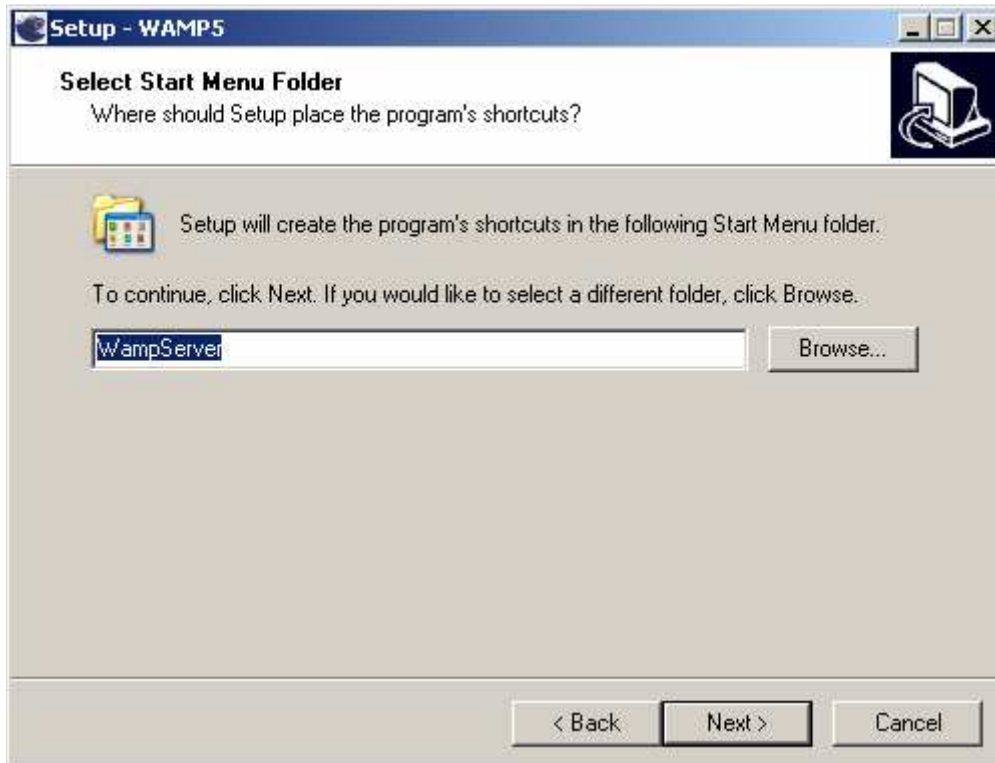 Setup - WAMP5
Select Start Menu Folder
Where should Setup place the program's shortcuts?
Setup will create the program's shortcuts in the following Start Menu folder.
To continue, click Next. If you would like to select a different folder, click Browse.
WampServer
Browse...
< Back
Next >
Cancel